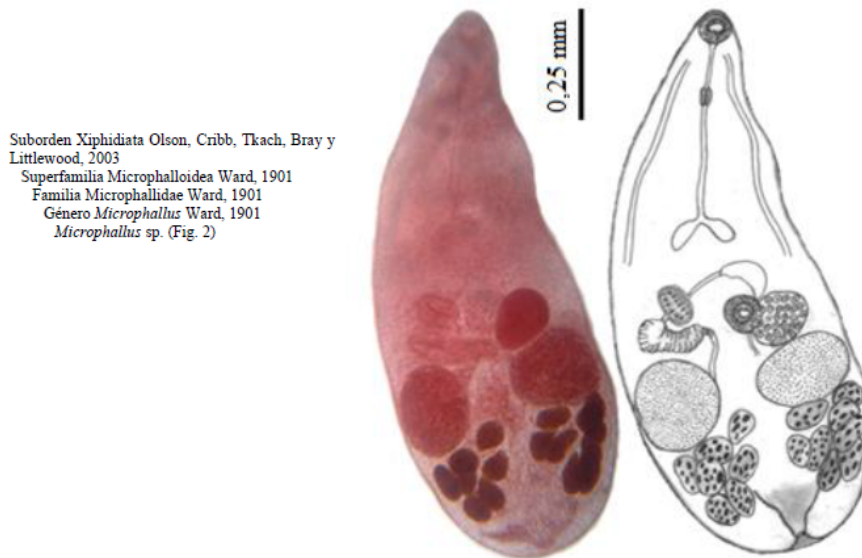 Suborden Xiphidiata Olson, Cribb, Tkach, Bray y
Littlewood, 2003
Superfamilia Microphalloidea Ward, 1901
Familia Microphallidae Ward, 1901
Género Microphallus Ward, 1901
Microphallus sp. (Fig. 2)
0,25 mm